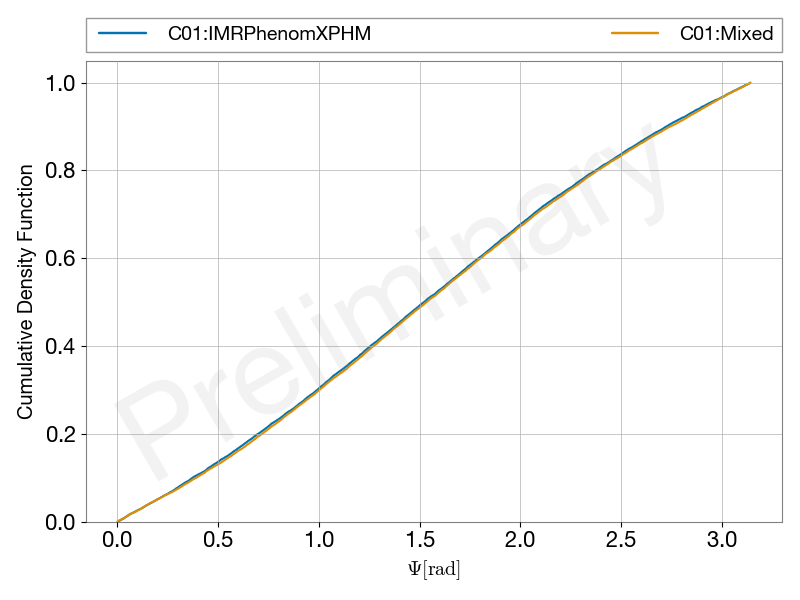 C01:IMRPhenomXPHM C01:Mixed
Cumulative Density Function
1.0
0.8
0.6
0.4
0.2
0.0
Preliminary
0.0 0.5 1.0 1.5 2.0 2.5 3.0
Ψ[rad]